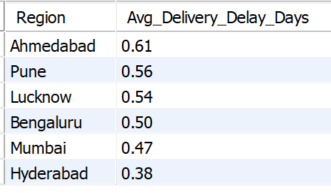 Region Avg_Delivery_Delay_Days
Ahmedabad 0.61
Pune 0.56
Lucknow 0.54
Bengaluru 0.50
Mumbai 0.47
Hyderabad 0.38